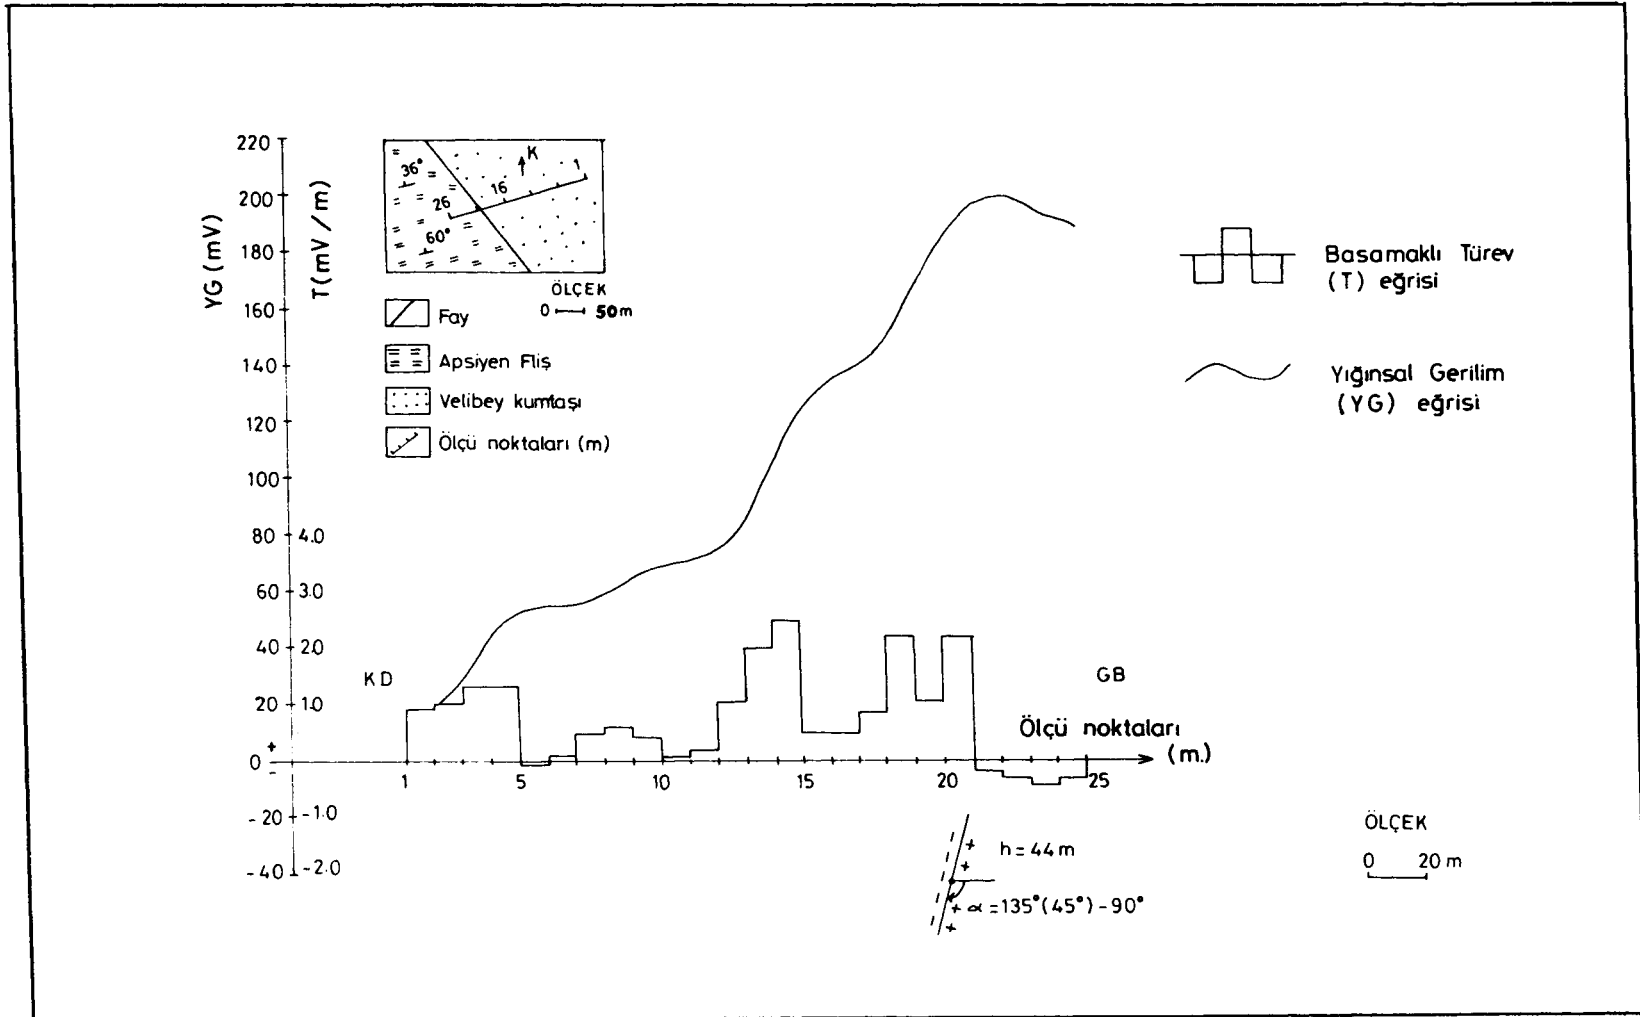 YG (mV)
T (mV/m)
220
200
180
160
140
120
100
80
60
40
20
+
0
-
-20
-40
4.0
3.0
2.0
1.0
-1.0
-2.0
36°
K
1
16
26
60°
ÖLÇEK
0 50m
Fay
Apsiyen Fliş
Velibey kumtaşı
Ölçü noktaları (m)
Basamaklı Türev
(T) eğrisi
Yığınsal Gerilim
(YG) eğrisi
KD
GB
Ölçü noktaları
(m.)
1
5
10
15
20
25
h = 44 m
α = 135° (45°) - 90°
ÖLÇEK
0 20 m